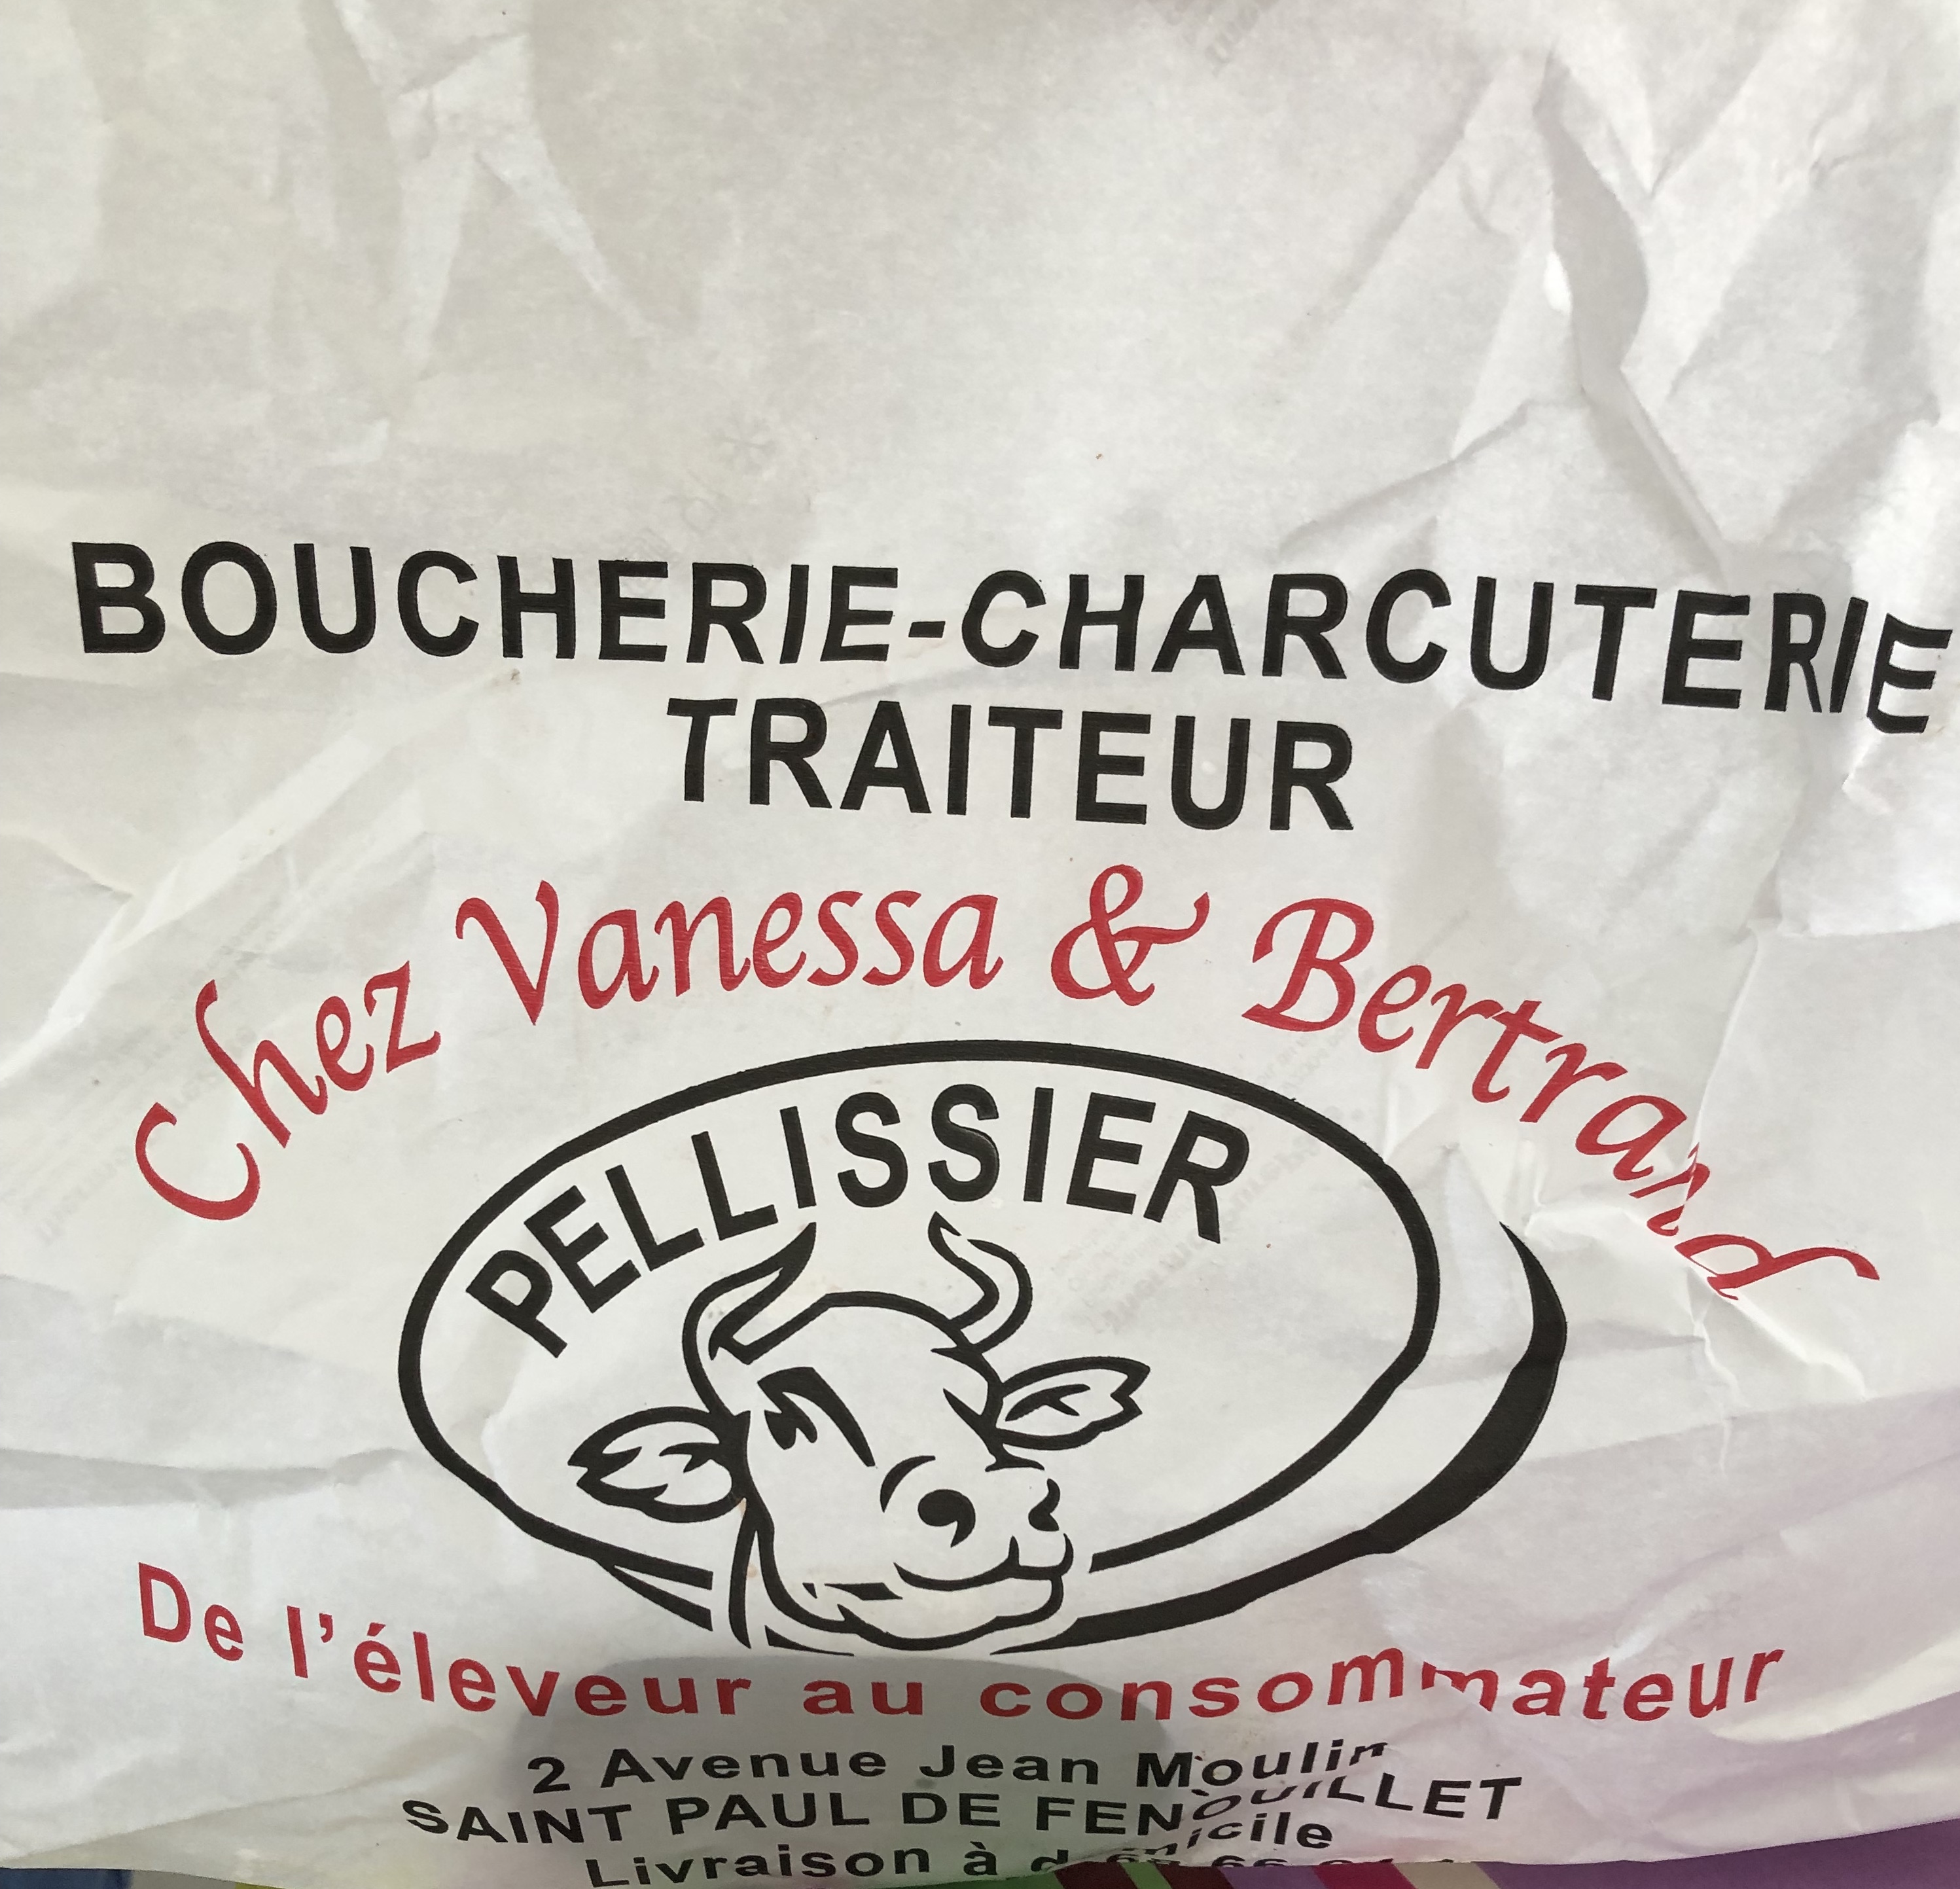 BOUCHERIE-CHARCUTERIE
TRAITEUR
Chez Vanessa & Bertrand
PELLISSIER
De l'éleveur au consommateur
2 Avenue Jean Moulin
SAINT PAUL DE FENOUILLET
Livraison à